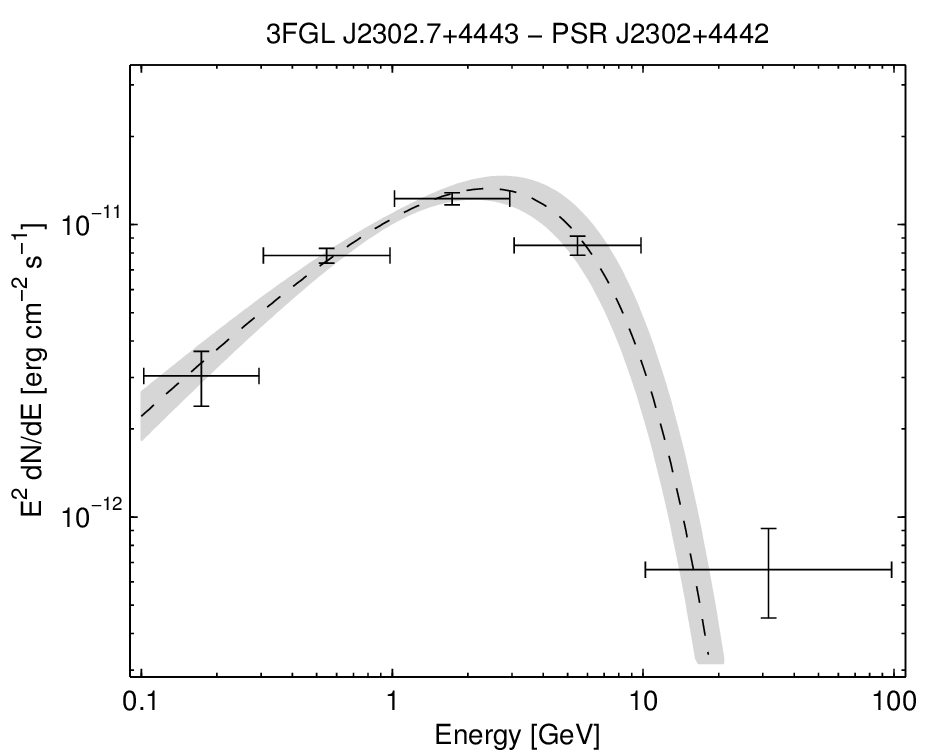 3FGL J2302.7+4443 − PSR J2302+4442
E² dN/dE [erg cm⁻² s⁻¹]
10⁻¹¹
10⁻¹²
0.1 1 10 100
Energy [GeV]